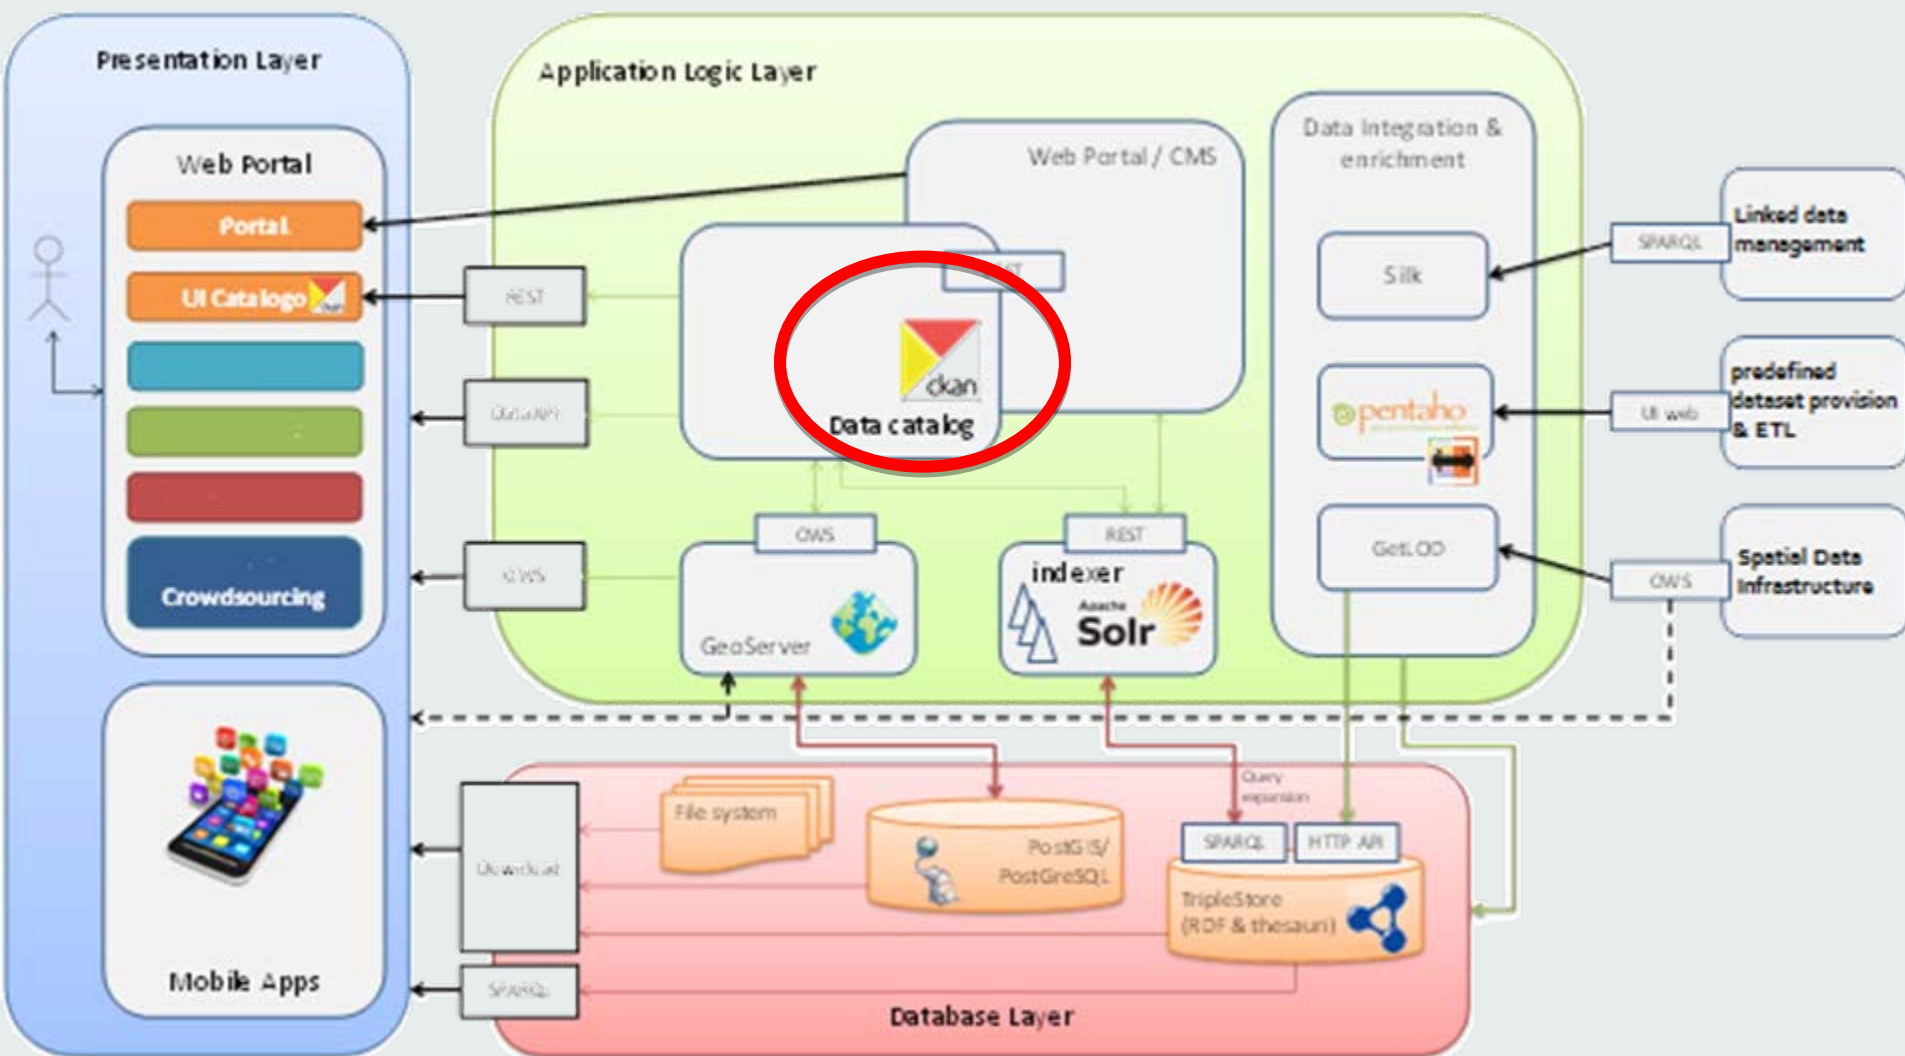 Presentation Layer
Web Portal
Portal
UI Catalogo
Crowdsourcing
Mobile Apps
Application Logic Layer
Web Portal / CMS
REST
ckan
Data catalog
OWS
OWS
GeoServer
REST
indexer
Apache
Solr
Data Integration &
enrichment
Silk
pentaho
GetLOD
SPARQL
Linked data
management
UI web
predefined
dataset provision
& ETL
OWS
Spatial Data
Infrastructure
Download
SPARQL
File system
PostGIS/
PostGreSQL
Query
expansion
SPARQL
HTTP API
TripleStore
(RDF & thesauri)
Database Layer